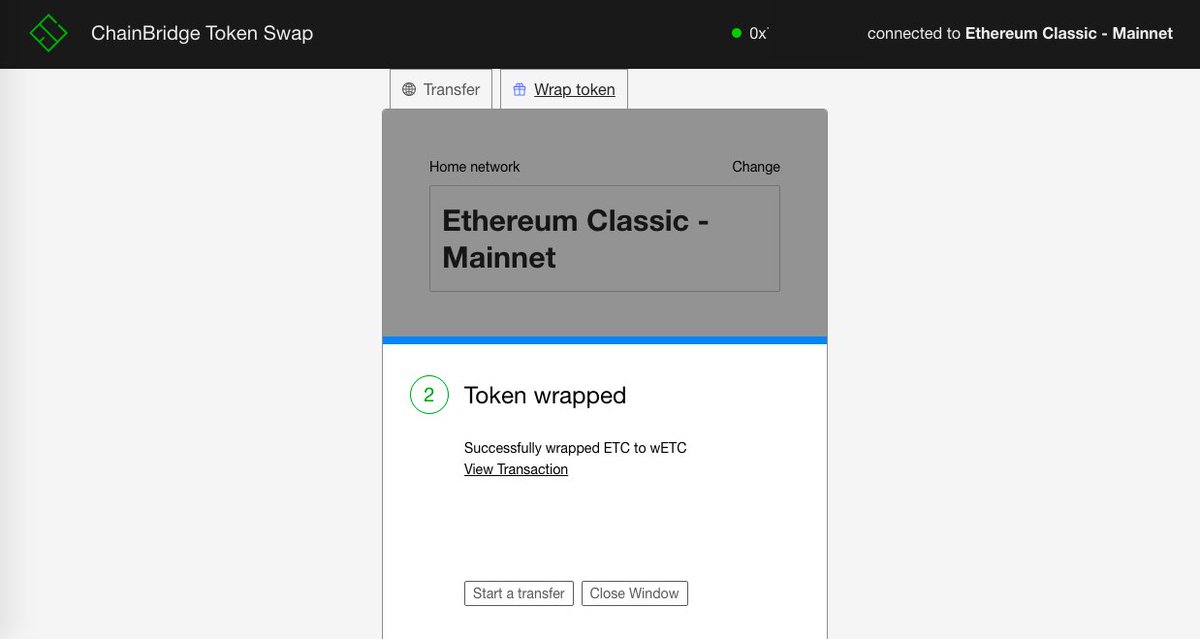 ChainBridge Token Swap
0x
connected to Ethereum Classic - Mainnet
Transfer
Wrap token
Home network
Change
Ethereum Classic -
Mainnet
2
Token wrapped
Successfully wrapped ETC to wETC
View Transaction
Start a transfer
Close Window